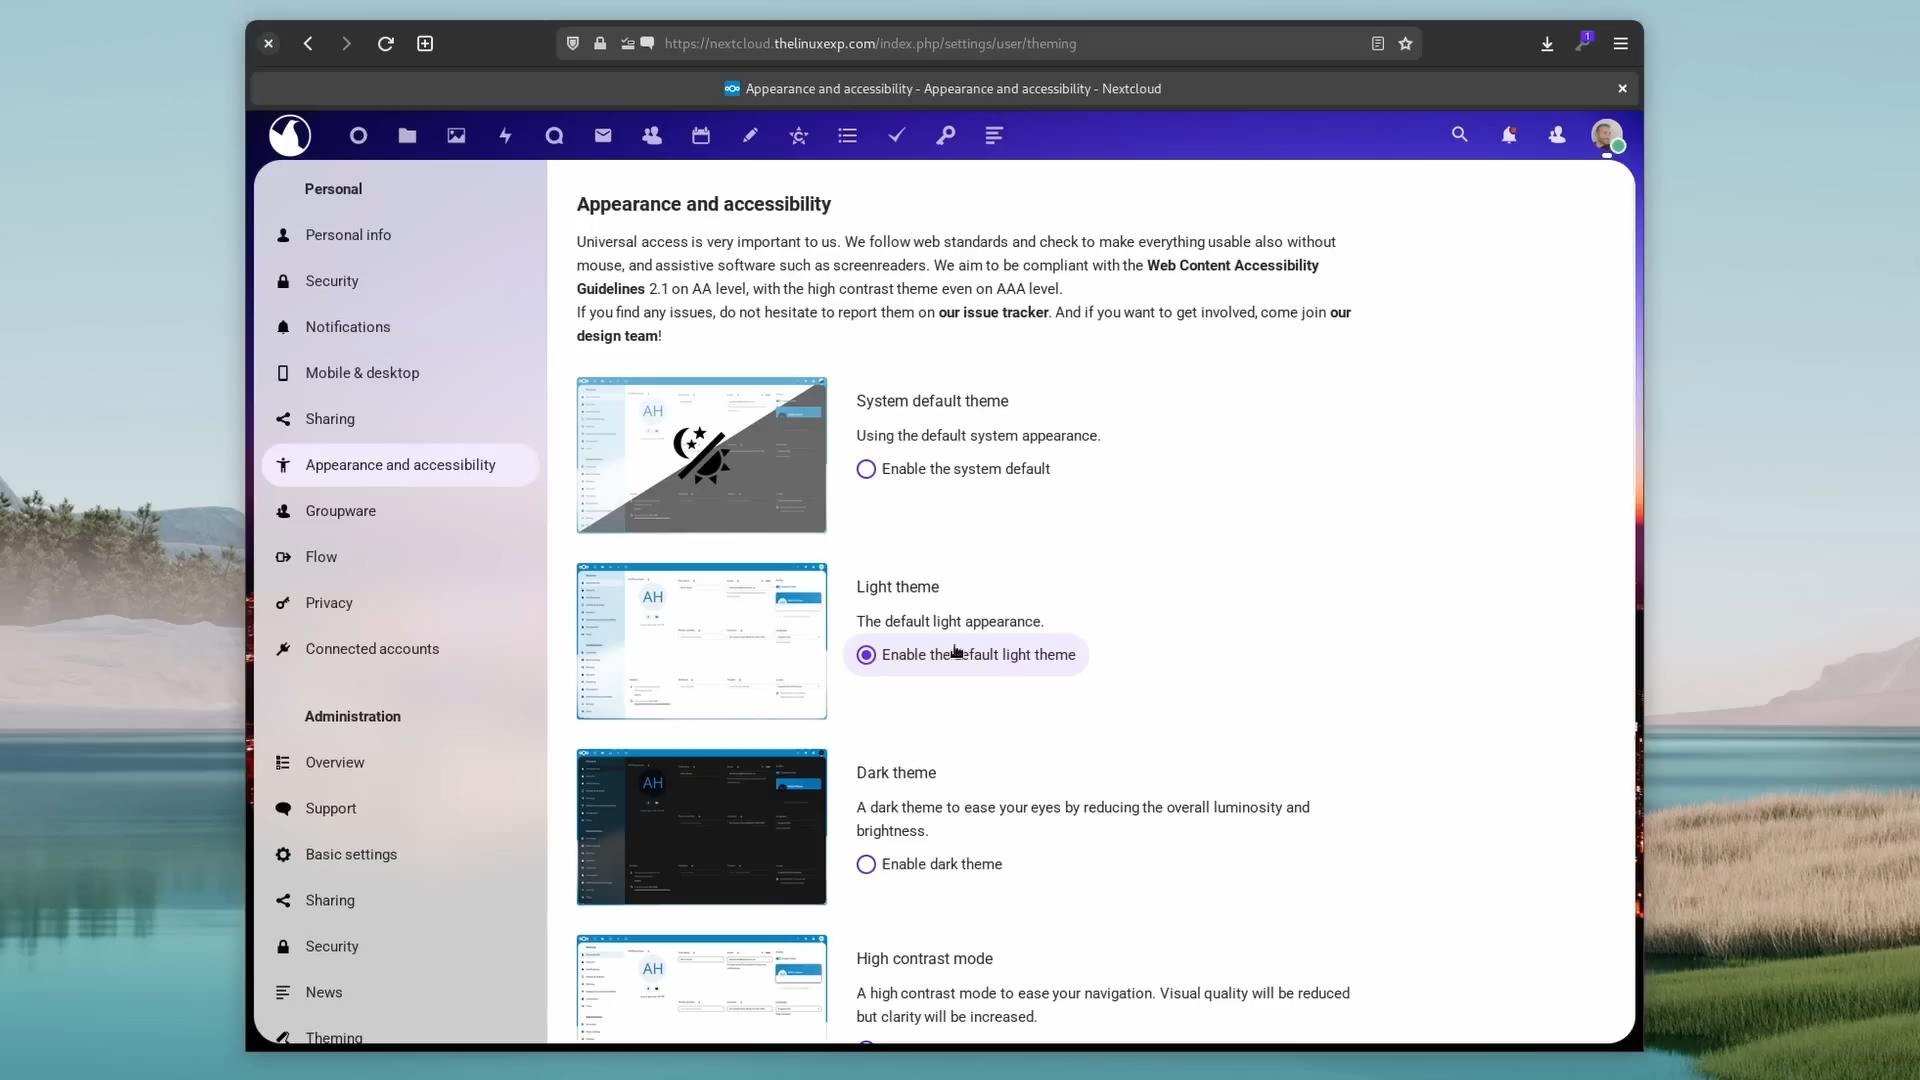 https://nextcloud.thelinuxexp.com/index.php/settings/user/theming
1
Appearance and accessibility - Appearance and accessibility - Nextcloud
Personal
Personal info
Security
Notifications
Mobile & desktop
Sharing
Appearance and accessibility
Groupware
Flow
Privacy
Connected accounts
Administration
Overview
Support
Basic settings
Sharing
Security
News
Theming
Appearance and accessibility
Universal access is very important to us. We follow web standards and check to make everything usable also without
mouse, and assistive software such as screenreaders. We aim to be compliant with the Web Content Accessibility
Guidelines 2.1 on AA level, with the high contrast theme even on AAA level.
If you find any issues, do not hesitate to report them on our issue tracker. And if you want to get involved, come join our
design team!
AH
System default theme
Using the default system appearance.
Enable the system default
AH
Light theme
The default light appearance.
Enable the default light theme
AH
Dark theme
A dark theme to ease your eyes by reducing the overall luminosity and
brightness.
Enable dark theme
AH
High contrast mode
A high contrast mode to ease your navigation. Visual quality will be reduced
but clarity will be increased.